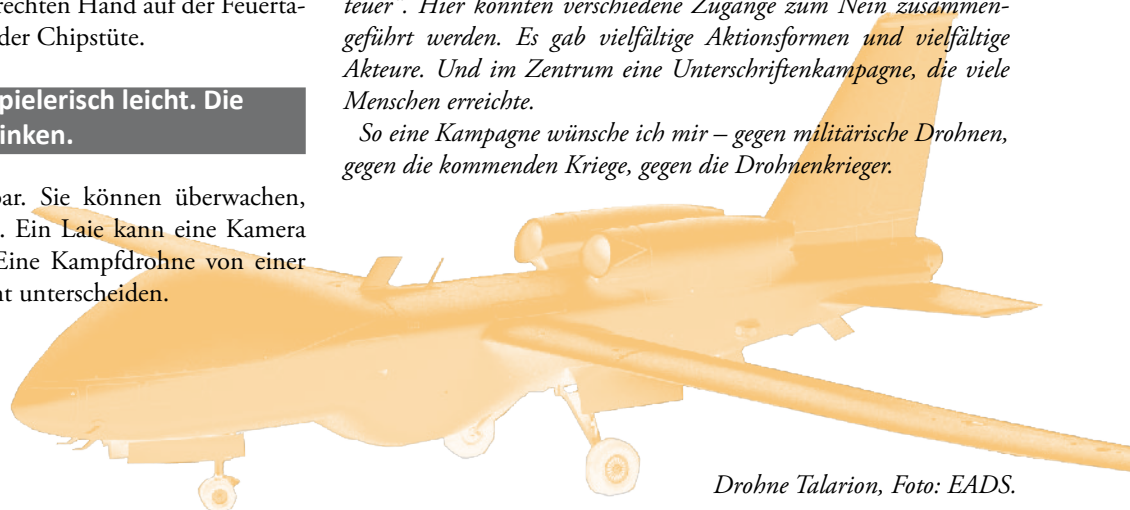 rechten Hand auf der Feuerta-
der Chipstüte.
pielerisch leicht. Die
inken.
ar. Sie können überwachen,
. Ein Laie kann eine Kamera
Eine Kampfdrohne von einer
nt unterscheiden.
teuer“. Hier konnten verschiedene Zugänge zum Nein zusammen-
geführt werden. Es gab vielfältige Aktionsformen und vielfältige
Akteure. Und im Zentrum eine Unterschriftenkampagne, die viele
Menschen erreichte.
So eine Kampagne wünsche ich mir – gegen militärische Drohnen,
gegen die kommenden Kriege, gegen die Drohnenkrieger.
Drohne Talarion, Foto: EADS.